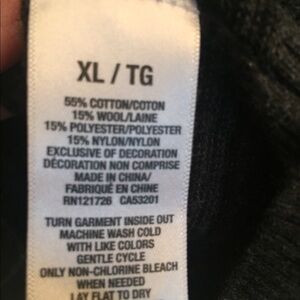 XL / TG
55% COTTON/COTON
15% WOOL/LAINE
15% POLYESTER/POLYESTER
15% NYLON/NYLON
EXCLUSIVE OF DECORATION
DÉCORATION NON COMPRISE
MADE IN CHINA/
FABRIQUÉ EN CHINE
RN121726 CA53201
TURN GARMENT INSIDE OUT
MACHINE WASH COLD
WITH LIKE COLORS
GENTLE CYCLE
ONLY NON-CHLORINE BLEACH
WHEN NEEDED
LAY FLAT TO DRY